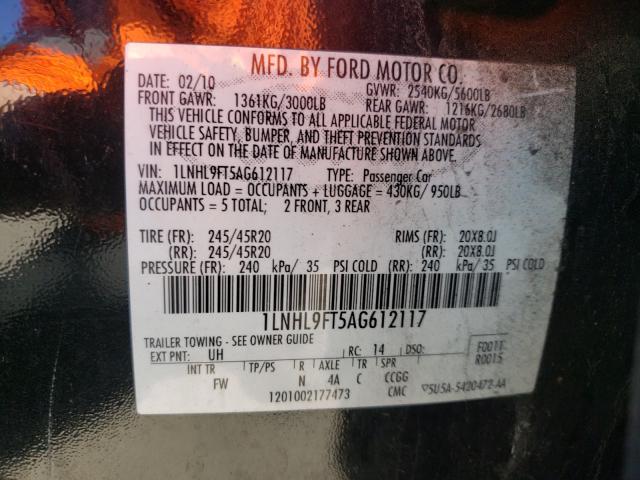 MFD. BY FORD MOTOR CO.
DATE: 02/10 GVWR: 2540KG/5600LB
FRONT GAWR: 1361KG/3000LB REAR GAWR: 1216KG/2680LB
THIS VEHICLE CONFORMS TO ALL APPLICABLE FEDERAL MOTOR
VEHICLE SAFETY, BUMPER, AND THEFT PREVENTION STANDARDS
IN EFFECT ON THE DATE OF MANUFACTURE SHOWN ABOVE.
VIN: 1LNHL9FT5AG612117 TYPE: Passenger Car
MAXIMUM LOAD = OCCUPANTS + LUGGAGE = 430KG/ 950LB
OCCUPANTS = 5 TOTAL; 2 FRONT, 3 REAR
TIRE (FR): 245/45R20 RIMS (FR): 20X8.0J
(RR): 245/45R20 (RR): 20X8.0J
PRESSURE (FR): 240 kPa/ 35 PSI COLD (RR): 240 kPa/ 35 PSI COLD
1LNHL9FT5AG612117
TRAILER TOWING - SEE OWNER GUIDE
EXT PNT: UH RC: 14 DSO: F0011
R0015
INT TR TP/PS R AXLE TR SPR
FW N 4A C CCGG
1201002177473 CMC 5U5A-5420472-AA